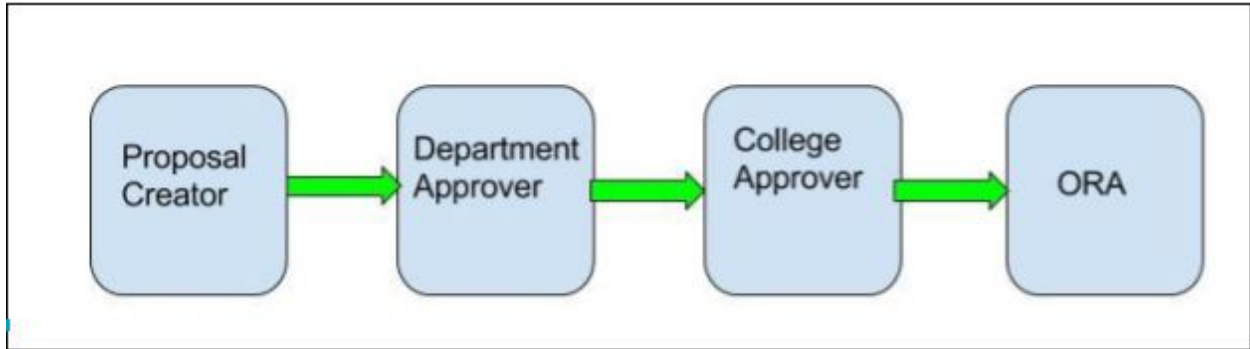 Proposal
Creator
Department
Approver
College
Approver
ORA